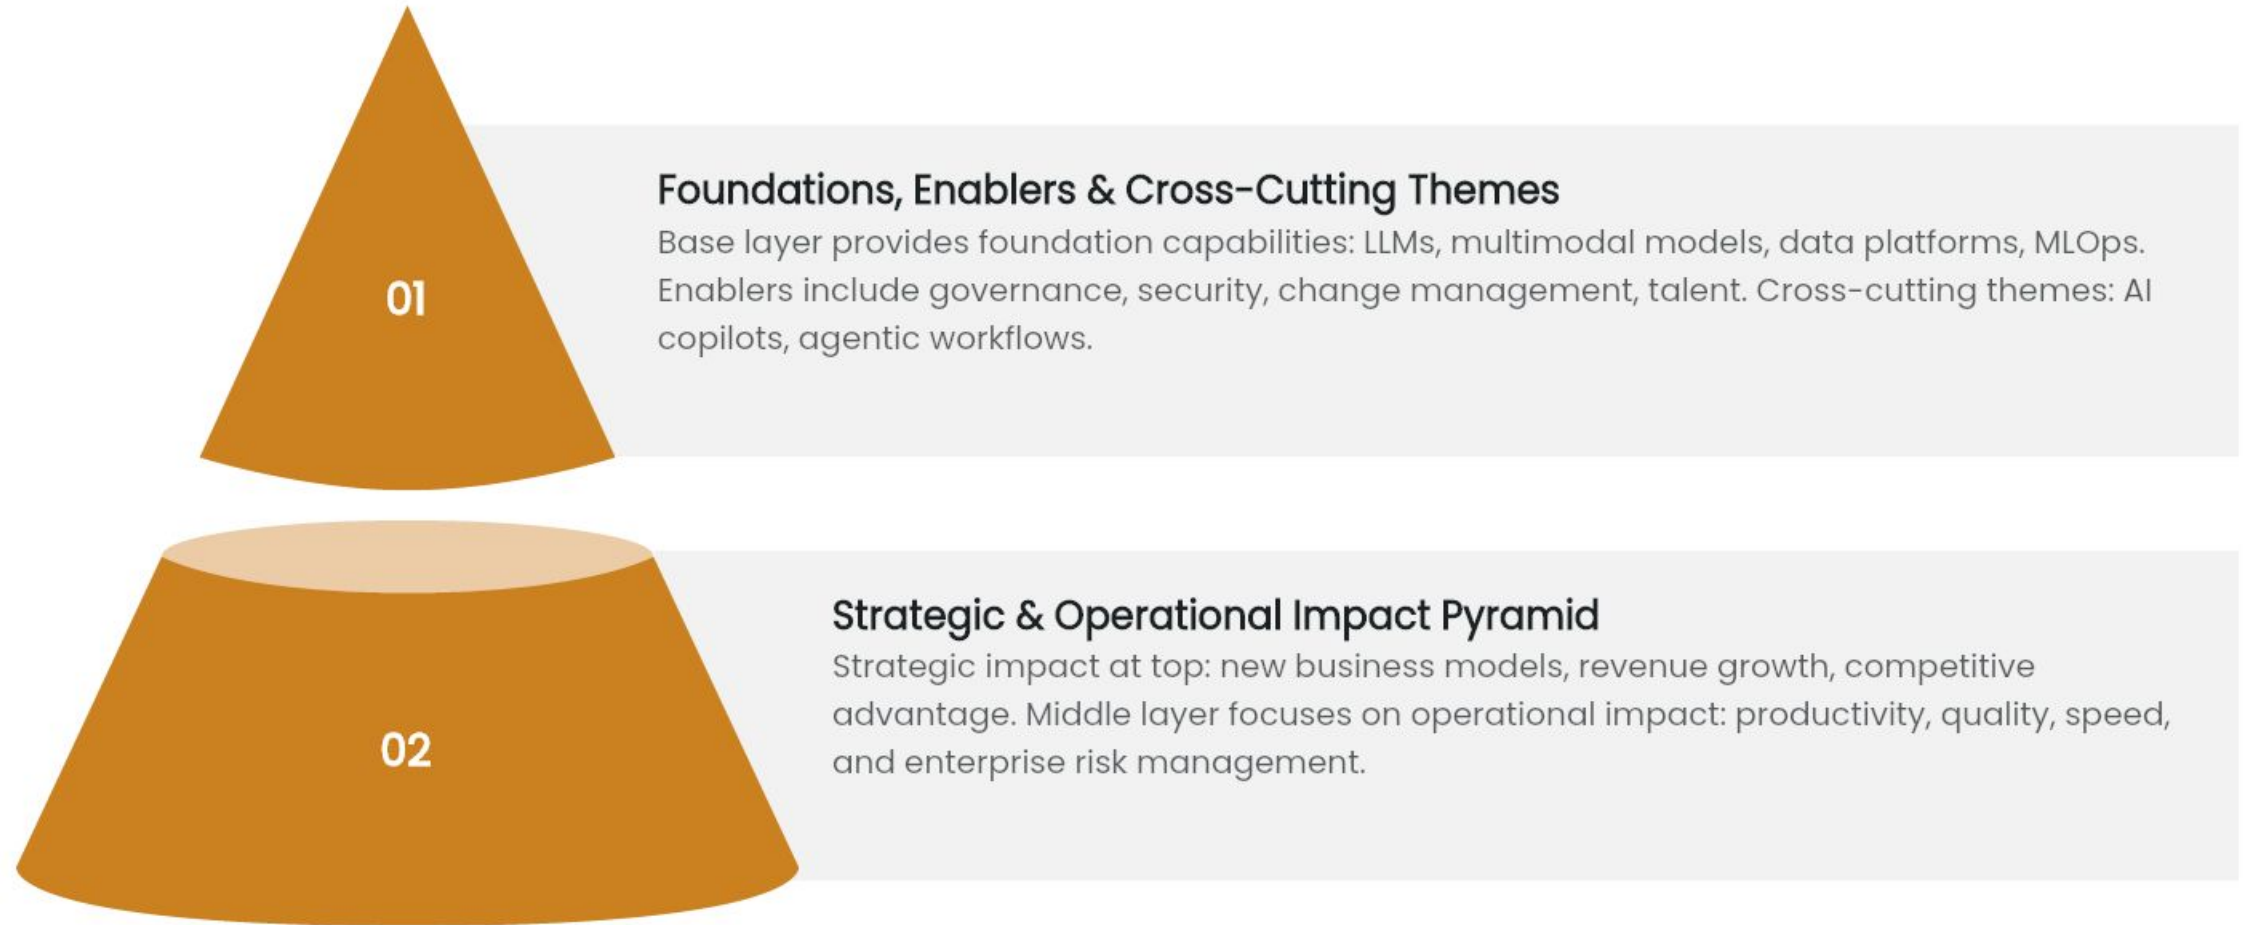 01
Foundations, Enablers & Cross-Cutting Themes
Base layer provides foundation capabilities: LLMs, multimodal models, data platforms, MLOps.
Enablers include governance, security, change management, talent. Cross-cutting themes: AI
copilots, agentic workflows.
02
Strategic & Operational Impact Pyramid
Strategic impact at top: new business models, revenue growth, competitive
advantage. Middle layer focuses on operational impact: productivity, quality, speed,
and enterprise risk management.